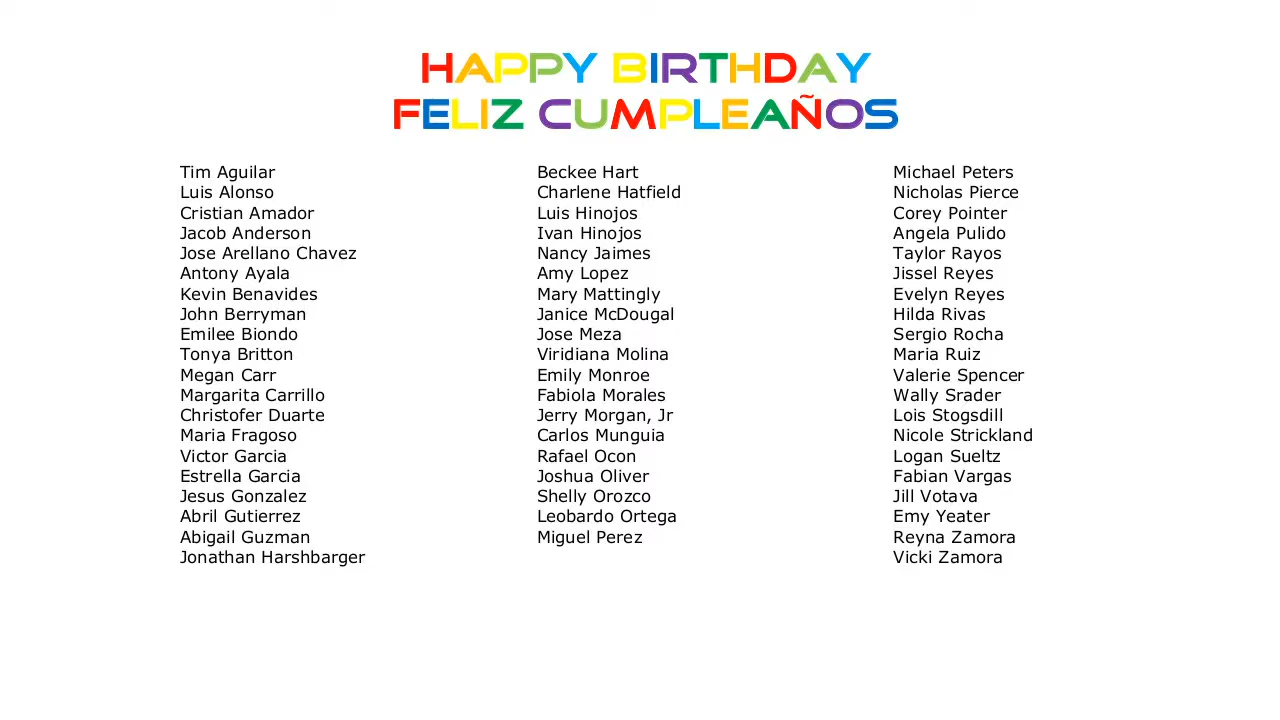 HAPPY BIRTHDAY
FELIZ CUMPLEAÑOS
Tim Aguilar
Luis Alonso
Cristian Amador
Jacob Anderson
Jose Arellano Chavez
Antony Ayala
Kevin Benavides
John Berryman
Emilee Biondo
Tonya Britton
Megan Carr
Margarita Carrillo
Christofer Duarte
Maria Fragoso
Victor Garcia
Estrella Garcia
Jesus Gonzalez
Abril Gutierrez
Abigail Guzman
Jonathan Harshbarger
Beckee Hart
Charlene Hatfield
Luis Hinojos
Ivan Hinojos
Nancy Jaimes
Amy Lopez
Mary Mattingly
Janice McDougal
Jose Meza
Viridiana Molina
Emily Monroe
Fabiola Morales
Jerry Morgan, Jr
Carlos Munguia
Rafael Ocon
Joshua Oliver
Shelly Orozco
Leobardo Ortega
Miguel Perez
Michael Peters
Nicholas Pierce
Corey Pointer
Angela Pulido
Taylor Rayos
Jissel Reyes
Evelyn Reyes
Hilda Rivas
Sergio Rocha
Maria Ruiz
Valerie Spencer
Wally Srader
Lois Stogsdill
Nicole Strickland
Logan Sueltz
Fabian Vargas
Jill Votava
Emy Yeater
Reyna Zamora
Vicki Zamora